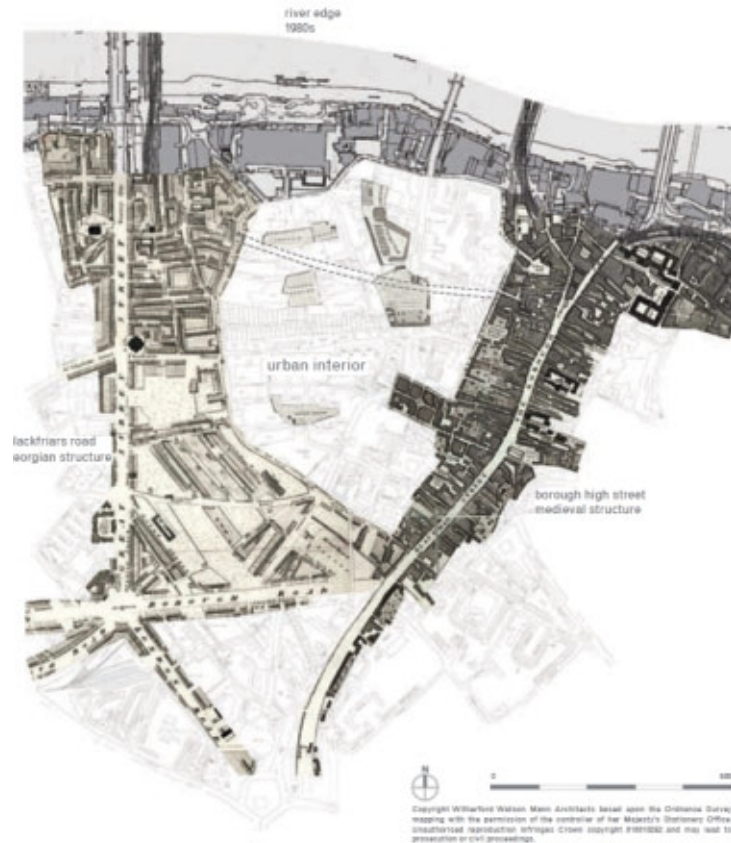 river edge
1980s
urban interior
lackfriars road
eorgian structure
borough high street
medieval structure
BOROUGH ROAD
N
0
Copyright Witherford Watson Mann Architects based upon the Ordnance Survey
mapping with the permission of the controller of her Majesty's Stationery Office
Unauthorised reproduction infringes Crown copyright and may lead to
prosecution or civil proceedings.